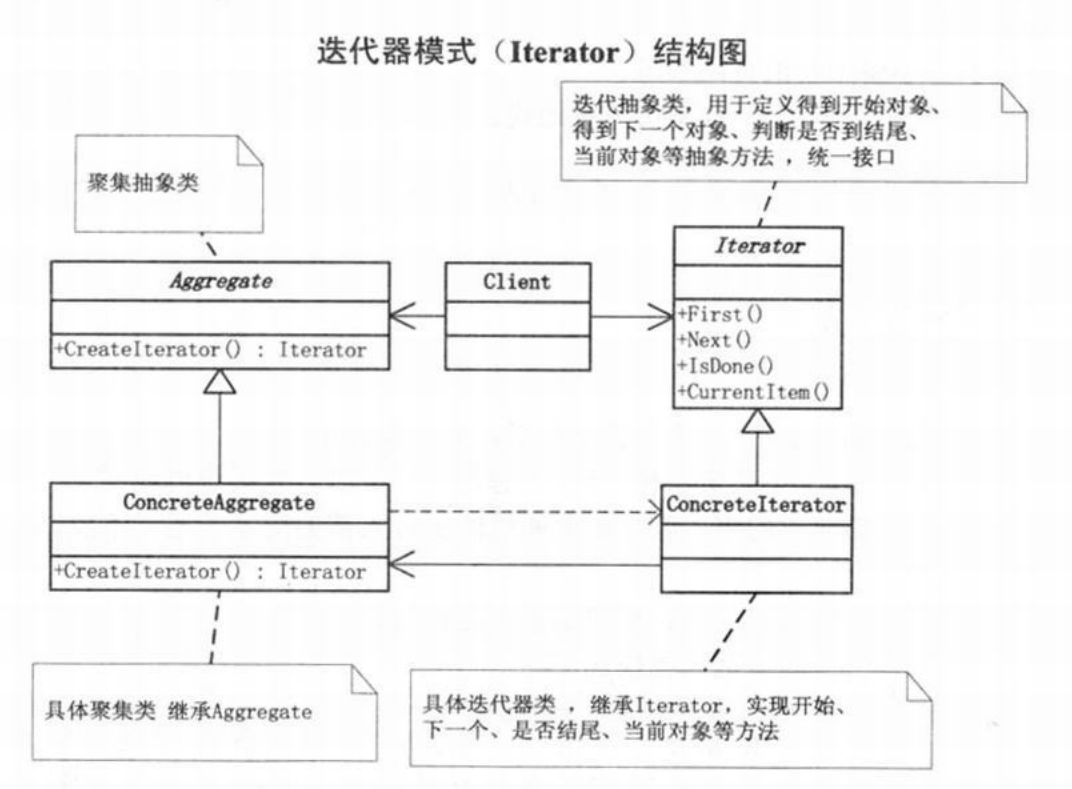 迭代器模式（Iterator）结构图
迭代抽象类，用于定义得到开始对象、
得到下一个对象、判断是否到结尾、
当前对象等抽象方法 ，统一接口
聚集抽象类
Iterator
Aggregate
Client
+First()
+Next()
+IsDone()
+CurrentItem()
+CreateIterator() : Iterator
ConcreteAggregate
ConcreteIterator
+CreateIterator() : Iterator
具体聚集类 继承Aggregate
具体迭代器类 ，继承Iterator，实现开始、
下一个、是否结尾、当前对象等方法